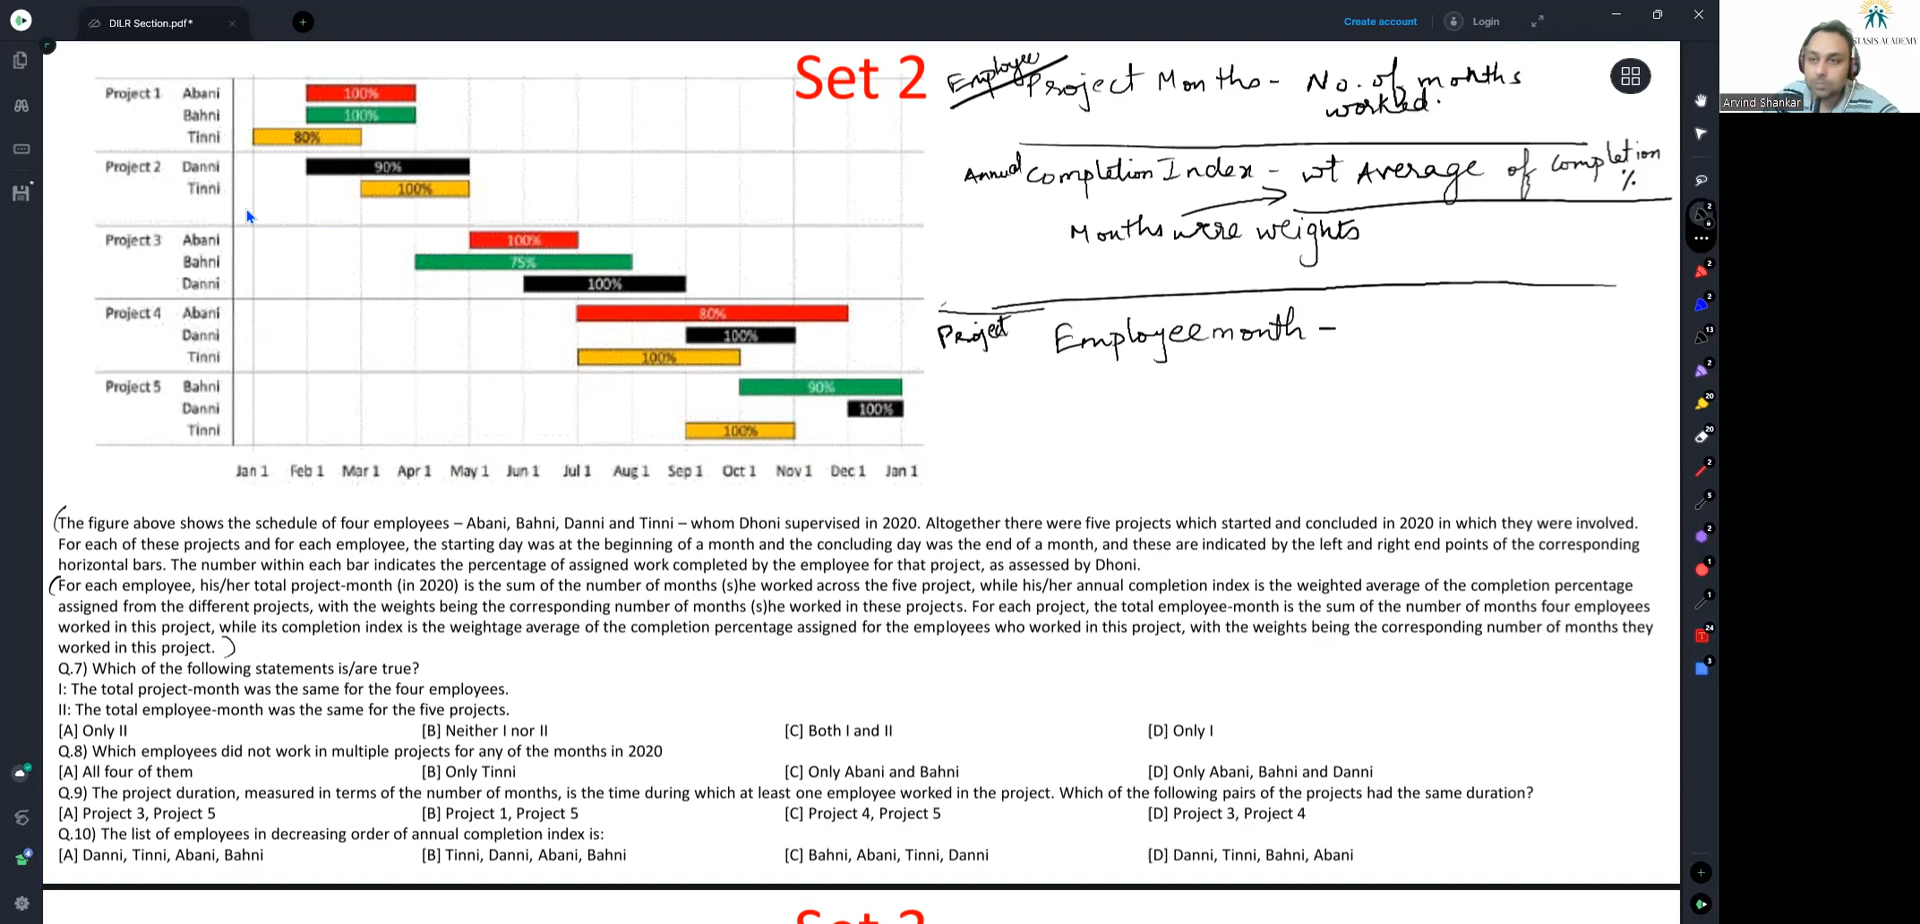 DILR Section.pdf*
Create account
Login
STASIS ACADEMY
Arvind Shankar
Set 2
Employee Project Months - No. of months
worked.
Annual Completion Index - wt Average of completion
%
Months were weights
Project Employee month -
Project 1 Abani 100%
Bahni 100%
Tinni 80%
Project 2 Danni 90%
Tinni 100%
Project 3 Abani 100%
Bahni 75%
Danni 100%
Project 4 Abani 80%
Danni 100%
Tinni 100%
Project 5 Bahni 90%
Danni 100%
Tinni 100%
Jan 1 Feb 1 Mar 1 Apr 1 May 1 Jun 1 Jul 1 Aug 1 Sep 1 Oct 1 Nov 1 Dec 1 Jan 1
The figure above shows the schedule of four employees – Abani, Bahni, Danni and Tinni – whom Dhoni supervised in 2020. Altogether there were five projects which started and concluded in 2020 in which they were involved.
For each of these projects and for each employee, the starting day was at the beginning of a month and the concluding day was the end of a month, and these are indicated by the left and right end points of the corresponding
horizontal bars. The number within each bar indicates the percentage of assigned work completed by the employee for that project, as assessed by Dhoni.
For each employee, his/her total project-month (in 2020) is the sum of the number of months (s)he worked across the five project, while his/her annual completion index is the weighted average of the completion percentage
assigned from the different projects, with the weights being the corresponding number of months (s)he worked in these projects. For each project, the total employee-month is the sum of the number of months four employees
worked in this project, while its completion index is the weightage average of the completion percentage assigned for the employees who worked in this project, with the weights being the corresponding number of months they
worked in this project.
Q.7) Which of the following statements is/are true?
I: The total project-month was the same for the four employees.
II: The total employee-month was the same for the five projects.
[A] Only II [B] Neither I nor II [C] Both I and II [D] Only I
Q.8) Which employees did not work in multiple projects for any of the months in 2020
[A] All four of them [B] Only Tinni [C] Only Abani and Bahni [D] Only Abani, Bahni and Danni
Q.9) The project duration, measured in terms of the number of months, is the time during which at least one employee worked in the project. Which of the following pairs of the projects had the same duration?
[A] Project 3, Project 5 [B] Project 1, Project 5 [C] Project 4, Project 5 [D] Project 3, Project 4
Q.10) The list of employees in decreasing order of annual completion index is:
[A] Danni, Tinni, Abani, Bahni [B] Tinni, Danni, Abani, Bahni [C] Bahni, Abani, Tinni, Danni [D] Danni, Tinni, Bahni, Abani